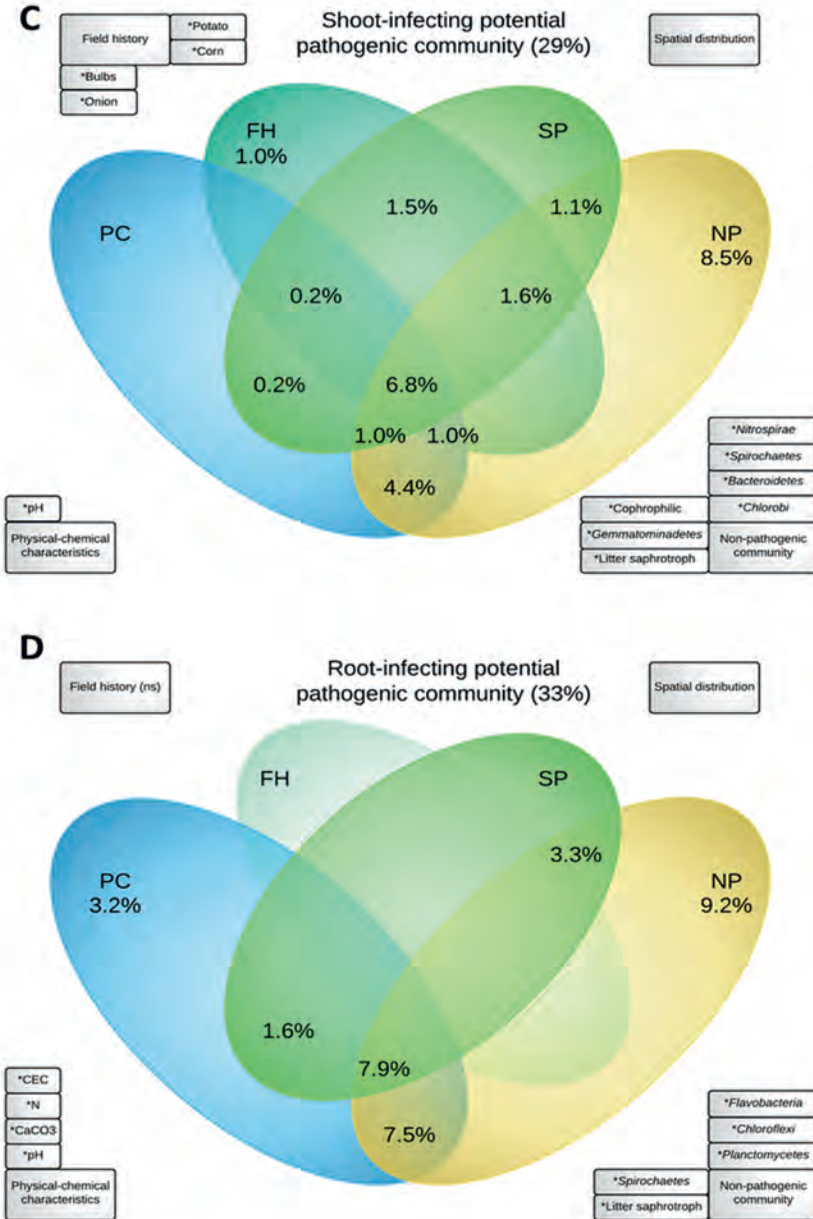 C
Shoot-infecting potential
pathogenic community (29%)
Field history
*Potato
*Corn
*Bulbs
*Onion
Spatial distribution
FH
1.0%
SP
PC
1.5%
1.1%
NP
8.5%
0.2%
1.6%
0.2%
6.8%
1.0%
1.0%
4.4%
*pH
Physical-chemical
characteristics
*Nitrospirae
*Spirochaetes
*Bacteroidetes
*Cophrophilic
*Chlorobi
*Gemmatominadetes
Non-pathogenic
community
*Litter saphrotroph
D
Root-infecting potential
pathogenic community (33%)
Field history (ns)
Spatial distribution
FH
SP
3.3%
PC
3.2%
NP
9.2%
1.6%
7.9%
7.5%
*CEC
*N
*CaCO3
*pH
Physical-chemical
characteristics
*Flavobacteria
*Chloroflexi
*Planctomycetes
*Spirochaetes
Non-pathogenic
community
*Litter saphrotroph